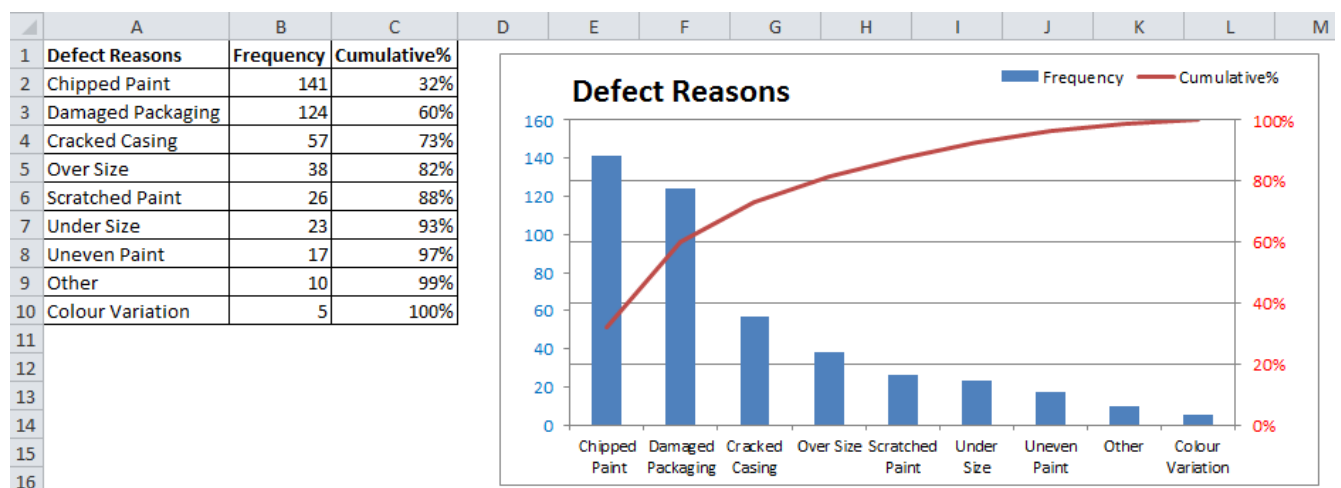 A B C D E F G H I J K L M
1 Defect Reasons Frequency Cumulative%
2 Chipped Paint 141 32%
3 Damaged Packaging 124 60%
4 Cracked Casing 57 73%
5 Over Size 38 82%
6 Scratched Paint 26 88%
7 Under Size 23 93%
8 Uneven Paint 17 97%
9 Other 10 99%
10 Colour Variation 5 100%
11
12
13
14
15
16
Defect Reasons
Frequency Cumulative%
160 100%
140
120 80%
100
60%
80
60 40%
40
20 20%
0 0%
Chipped Damaged Cracked Over Size Scratched Under Uneven Other Colour
Paint Packaging Casing Paint Size Paint Variation